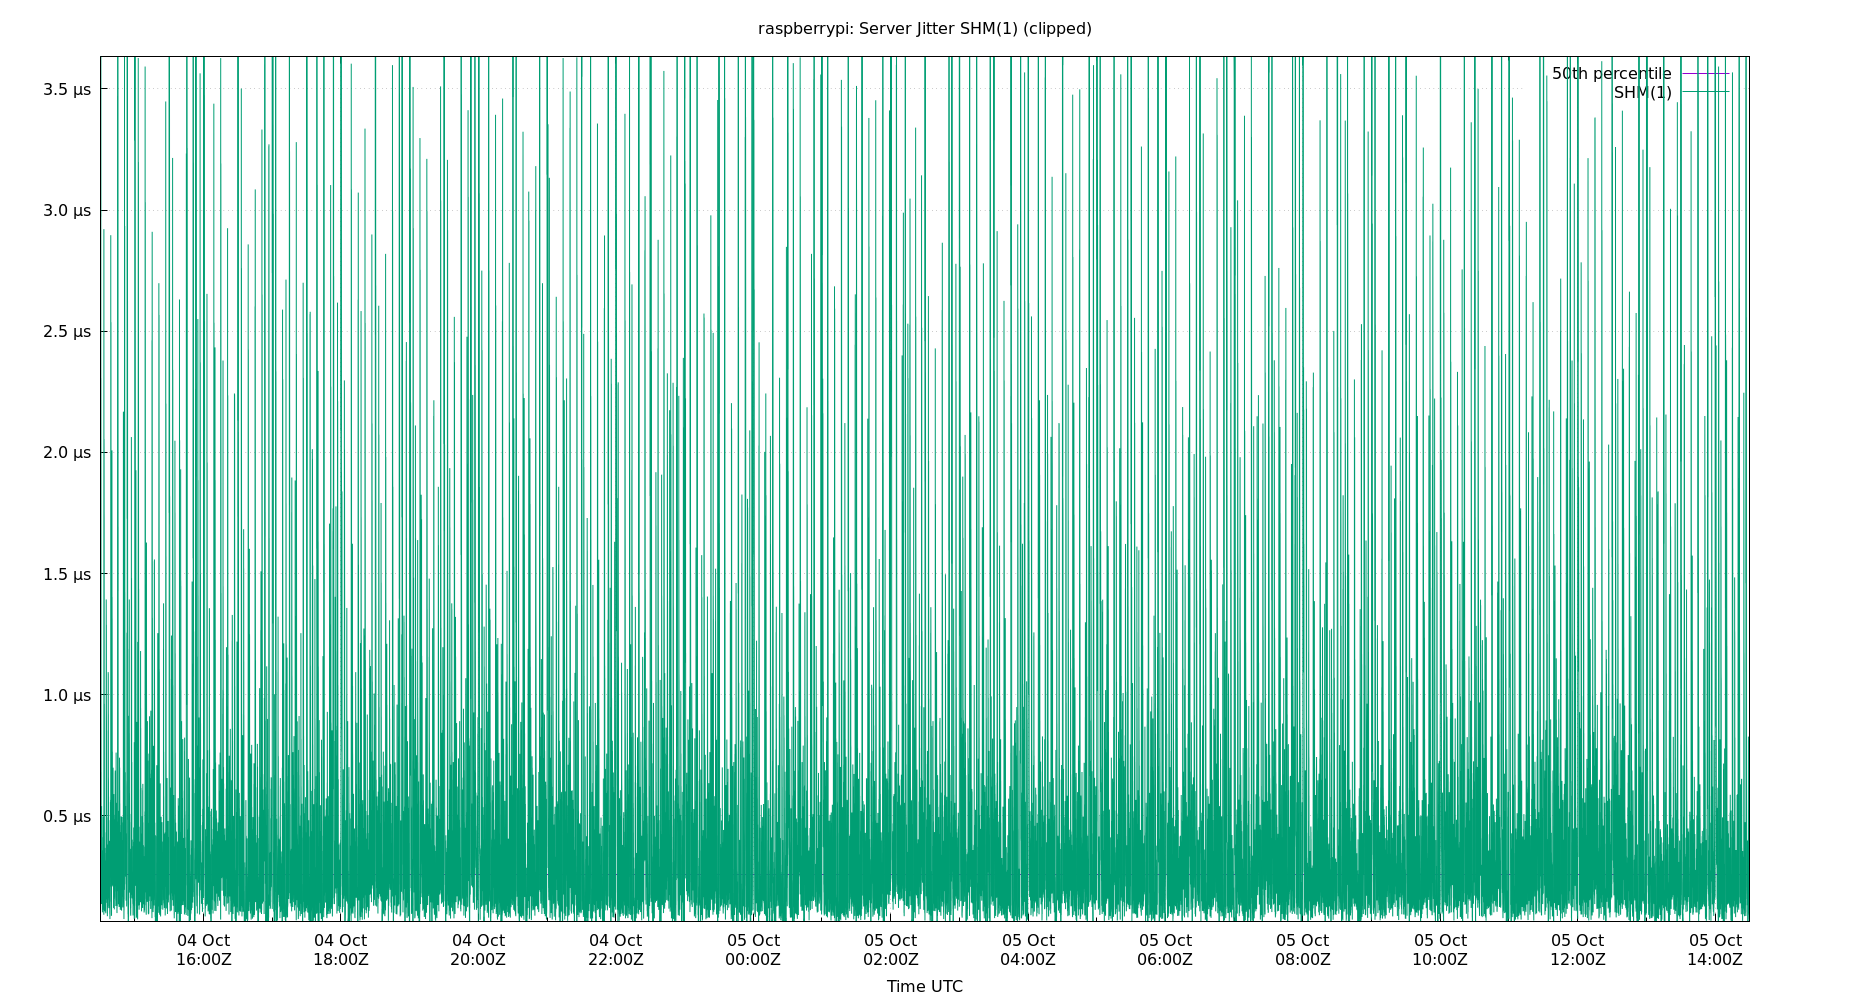 raspberrypi: Server Jitter SHM(1) (clipped)
50th percentile
SHM(1)
3.5 µs
3.0 µs
2.5 µs
2.0 µs
1.5 µs
1.0 µs
0.5 µs
04 Oct 04 Oct 04 Oct 04 Oct 05 Oct 05 Oct 05 Oct 05 Oct 05 Oct 05 Oct 05 Oct 05 Oct
16:00Z 18:00Z 20:00Z 22:00Z 00:00Z 02:00Z 04:00Z 06:00Z 08:00Z 10:00Z 12:00Z 14:00Z
Time UTC